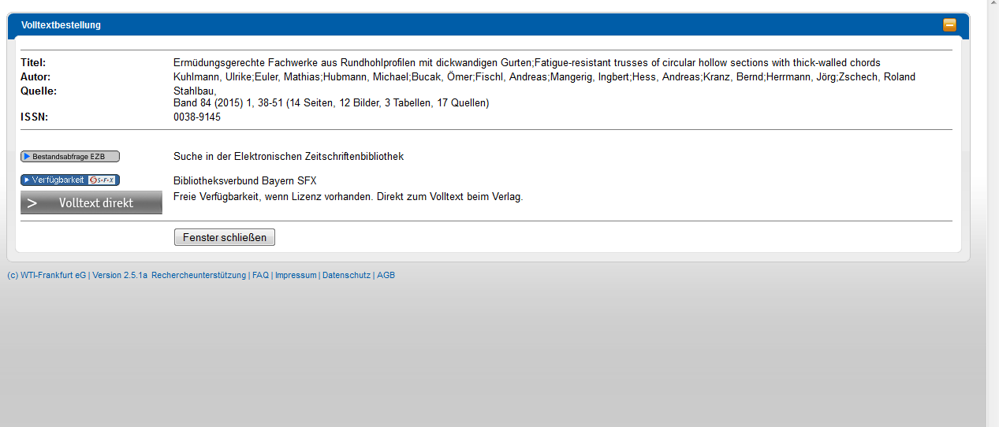 Volltextbestellung
Titel: Ermüdungsgerechte Fachwerke aus Rundhohlprofilen mit dickwandigen Gurten;Fatigue-resistant trusses of circular hollow sections with thick-walled chords
Autor: Kuhlmann, Ulrike;Euler, Mathias;Hubmann, Michael;Bucak, Ömer;Fischl, Andreas;Mangerig, Ingbert;Hess, Andreas;Kranz, Bernd;Herrmann, Jörg;Zschech, Roland
Quelle: Stahlbau,
Band 84 (2015) 1, 38-51 (14 Seiten, 12 Bilder, 3 Tabellen, 17 Quellen)
ISSN: 0038-9145
Bestandsabfrage EZB Suche in der Elektronischen Zeitschriftenbibliothek
Verfügbarkeit S·F·X Bibliotheksverbund Bayern SFX
> Volltext direkt Freie Verfügbarkeit, wenn Lizenz vorhanden. Direkt zum Volltext beim Verlag.
Fenster schließen
(c) WTI-Frankfurt eG | Version 2.5.1a Rechercheunterstützung | FAQ | Impressum | Datenschutz | AGB